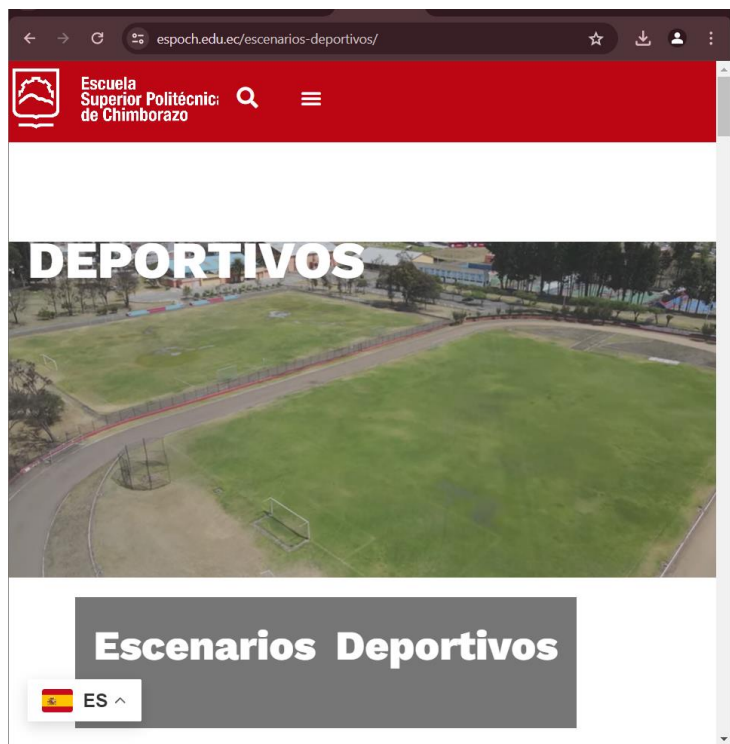 espoch.edu.ec/escenarios-deportivos/
Escuela
Superior Politécnica
de Chimborazo
DEPORTIVOS
Escenarios Deportivos
ES